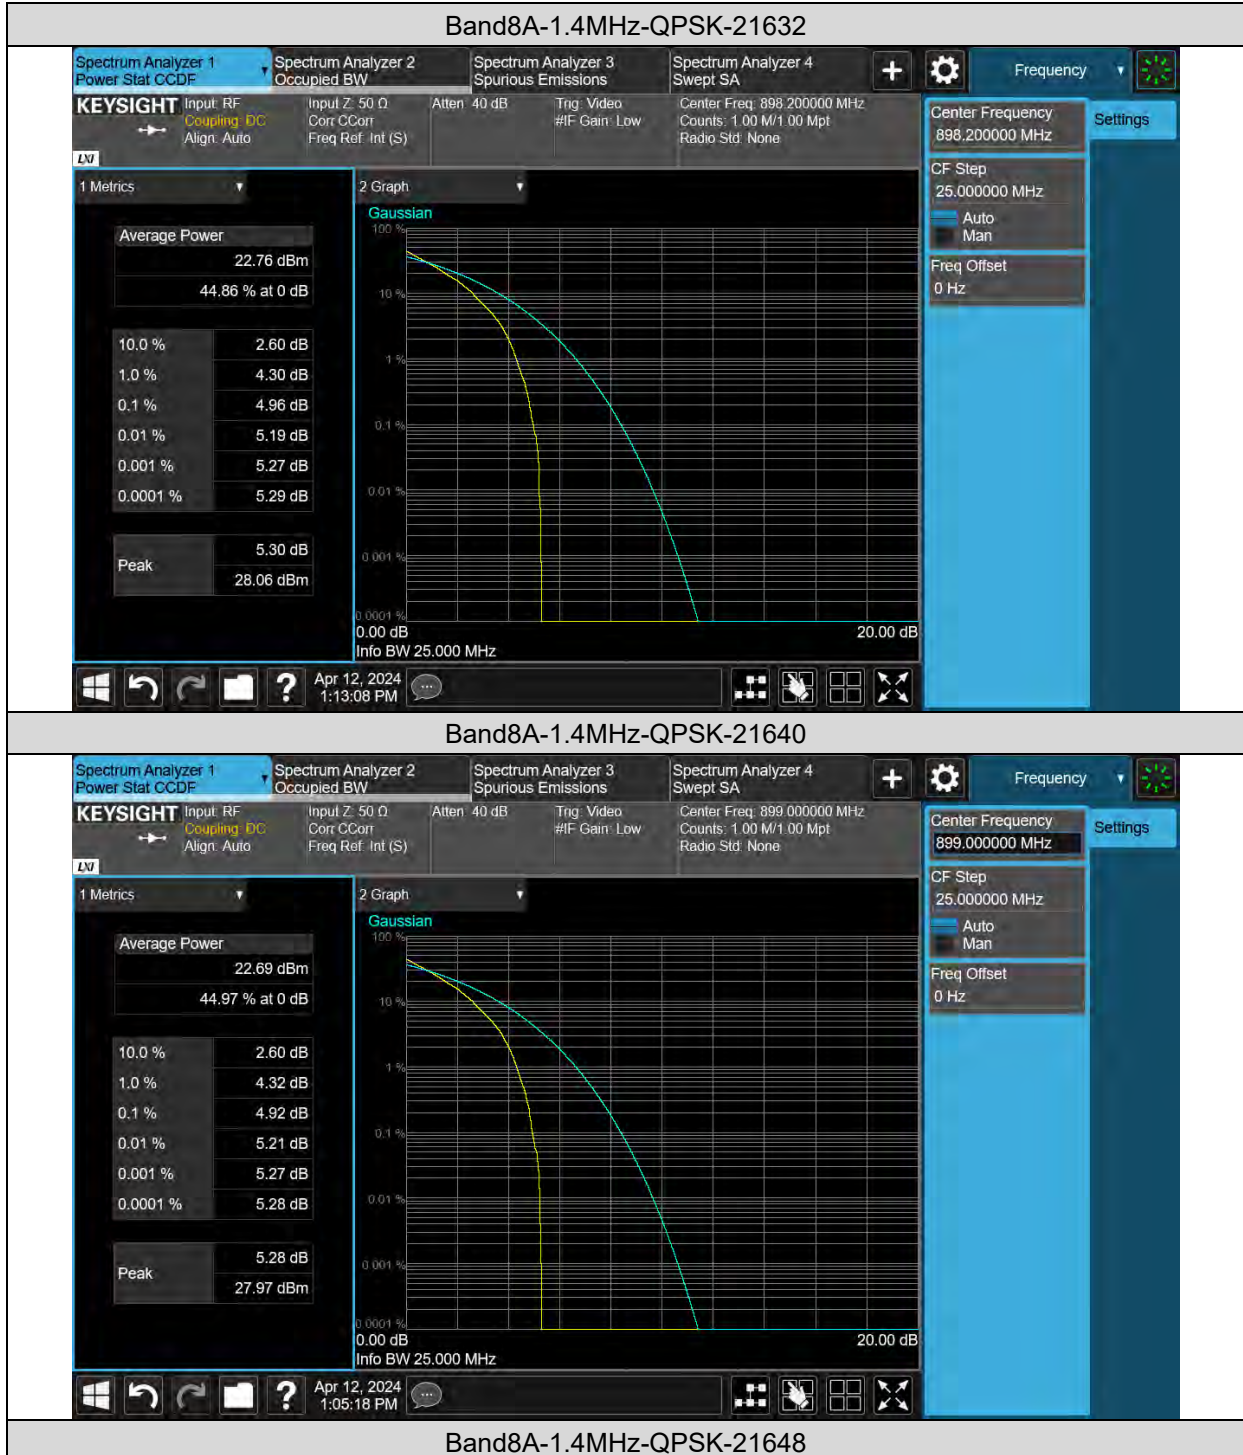 Band8A-1.4MHz-QPSK-21632
Spectrum Analyzer 1
Power Stat CCDF
Spectrum Analyzer 2
Occupied BW
Spectrum Analyzer 3
Spurious Emissions
Spectrum Analyzer 4
Swept SA
+
Frequency
KEYSIGHT
Input: RF
Coupling: DC
Align: Auto
Input Z: 50 Ω
Corr CCorr
Freq Ref: Int (S)
Atten: 40 dB
Trig: Video
#IF Gain: Low
Center Freq: 898.200000 MHz
Counts: 1.00 M/1.00 Mpt
Radio Std: None
LXI
Center Frequency
898.200000 MHz
Settings
CF Step
25.000000 MHz
Auto
Man
Freq Offset
0 Hz
1 Metrics
2 Graph
Gaussian
Average Power
22.76 dBm
44.86 % at 0 dB
10.0 % 2.60 dB
1.0 % 4.30 dB
0.1 % 4.96 dB
0.01 % 5.19 dB
0.001 % 5.27 dB
0.0001 % 5.29 dB
Peak
5.30 dB
28.06 dBm
100 %
10 %
1 %
0.1 %
0.01 %
0.001 %
0.0001 %
0.00 dB
20.00 dB
Info BW 25.000 MHz
?
Apr 12, 2024
1:13:08 PM
Band8A-1.4MHz-QPSK-21640
Spectrum Analyzer 1
Power Stat CCDF
Spectrum Analyzer 2
Occupied BW
Spectrum Analyzer 3
Spurious Emissions
Spectrum Analyzer 4
Swept SA
+
Frequency
KEYSIGHT
Input: RF
Coupling: DC
Align: Auto
Input Z: 50 Ω
Corr CCorr
Freq Ref: Int (S)
Atten: 40 dB
Trig: Video
#IF Gain: Low
Center Freq: 899.000000 MHz
Counts: 1.00 M/1.00 Mpt
Radio Std: None
LXI
Center Frequency
899.000000 MHz
Settings
CF Step
25.000000 MHz
Auto
Man
Freq Offset
0 Hz
1 Metrics
2 Graph
Gaussian
Average Power
22.69 dBm
44.97 % at 0 dB
10.0 % 2.60 dB
1.0 % 4.32 dB
0.1 % 4.92 dB
0.01 % 5.21 dB
0.001 % 5.27 dB
0.0001 % 5.28 dB
Peak
5.28 dB
27.97 dBm
100 %
10 %
1 %
0.1 %
0.01 %
0.001 %
0.0001 %
0.00 dB
20.00 dB
Info BW 25.000 MHz
?
Apr 12, 2024
1:05:18 PM
Band8A-1.4MHz-QPSK-21648